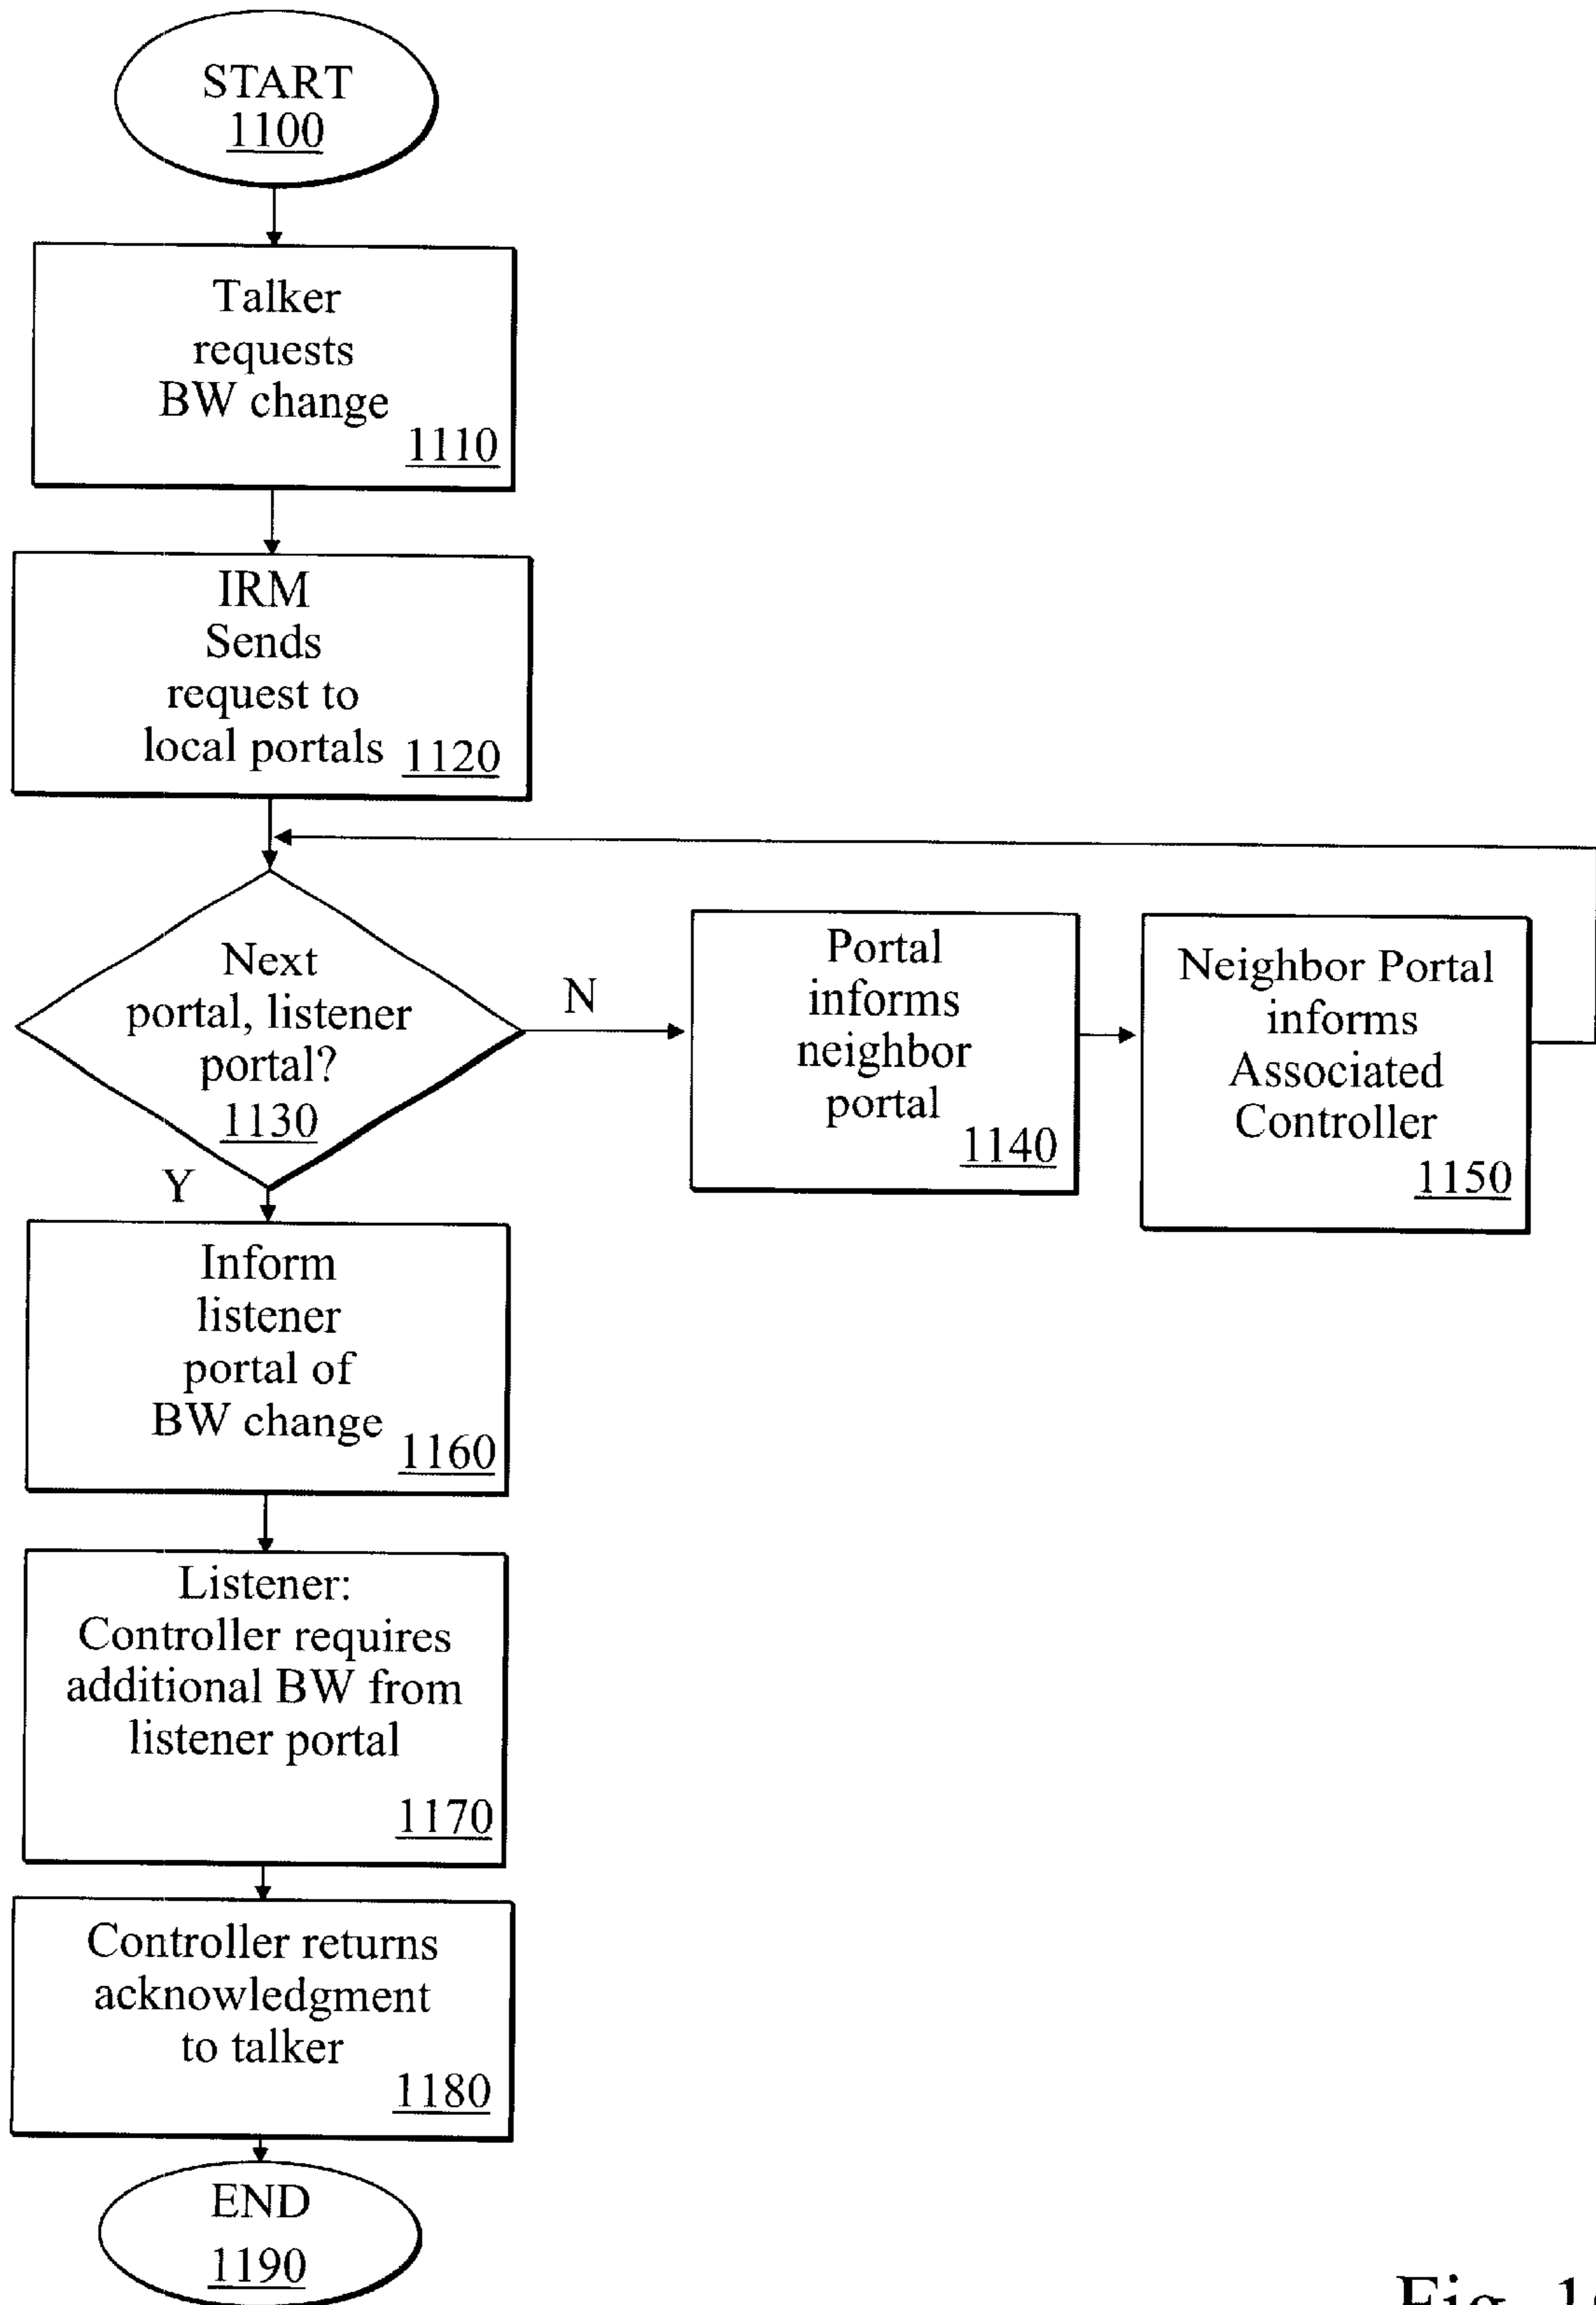 START
1100
Talker
requests
BW change
1110
IRM
Sends
request to
local portals 1120
Next
portal, listener
portal?
1130
N
Y
Portal
informs
neighbor
portal
1140
Neighbor Portal
informs
Associated
Controller
1150
Inform
listener
portal of
BW change
1160
Listener:
Controller requires
additional BW from
listener portal
1170
Controller returns
acknowledgment
to talker
1180
END
1190